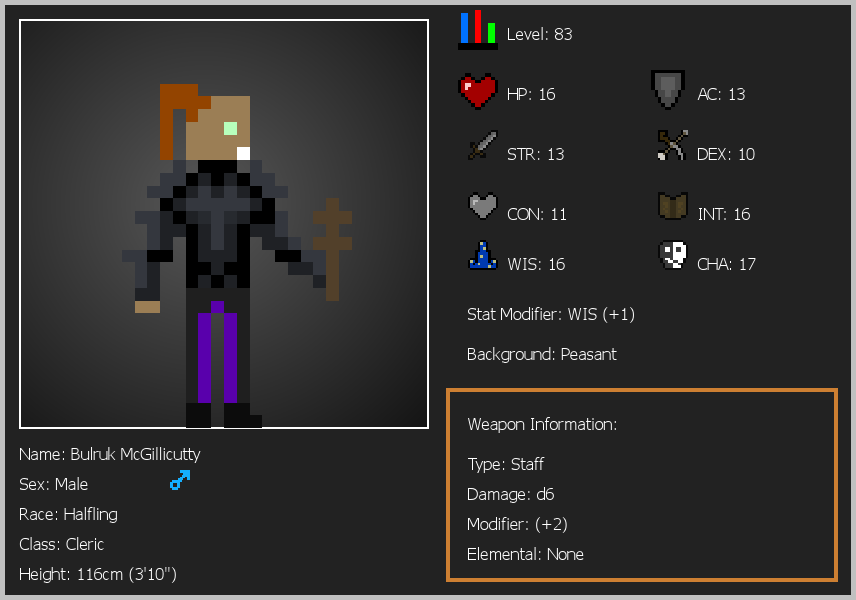 Level: 83
HP: 16
AC: 13
STR: 13
DEX: 10
CON: 11
INT: 16
WIS: 16
CHA: 17
Stat Modifier: WIS (+1)
Background: Peasant
Weapon Information:
Type: Staff
Damage: d6
Modifier: (+2)
Elemental: None
Name: Bulruk McGillicutty
Sex: Male
Race: Halfling
Class: Cleric
Height: 116cm (3'10")